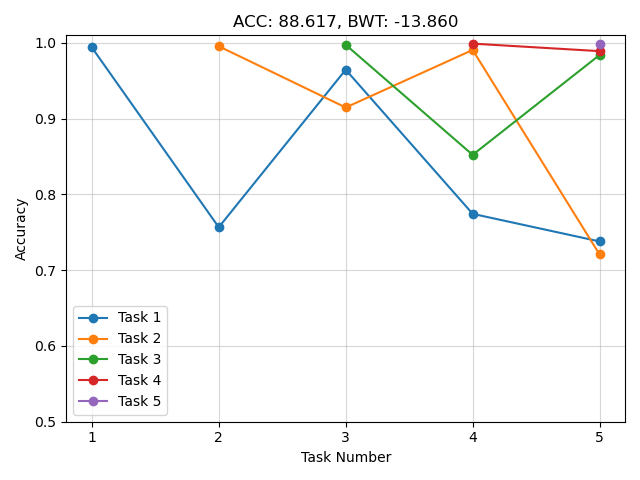 ACC: 88.617, BWT: -13.860
1.0
0.9
0.8
0.7
0.6
0.5
Accuracy
Task 1
Task 2
Task 3
Task 4
Task 5
1 2 3 4 5
Task Number